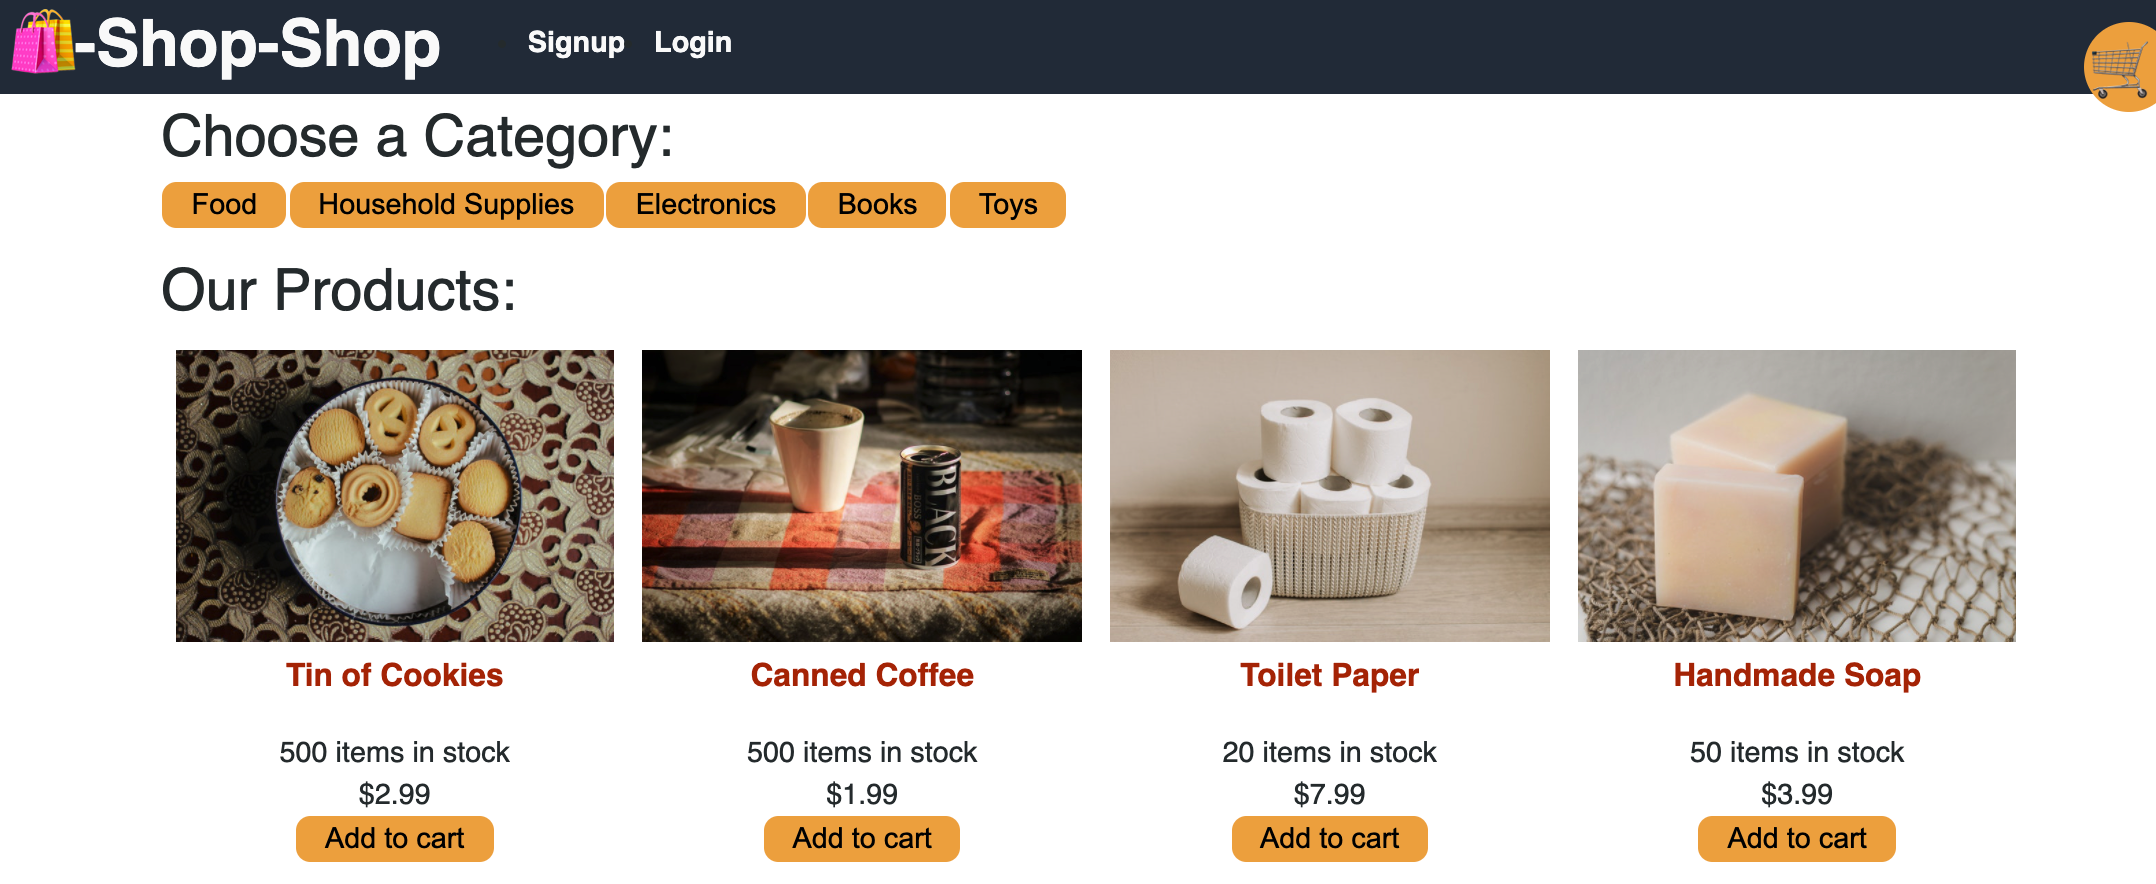 -Shop-Shop
Signup Login
Choose a Category:
Food Household Supplies Electronics Books Toys
Our Products:
BLACK
BOSS
Tin of Cookies Canned Coffee Toilet Paper Handmade Soap
500 items in stock 500 items in stock 20 items in stock 50 items in stock
$2.99 $1.99 $7.99 $3.99
Add to cart Add to cart Add to cart Add to cart